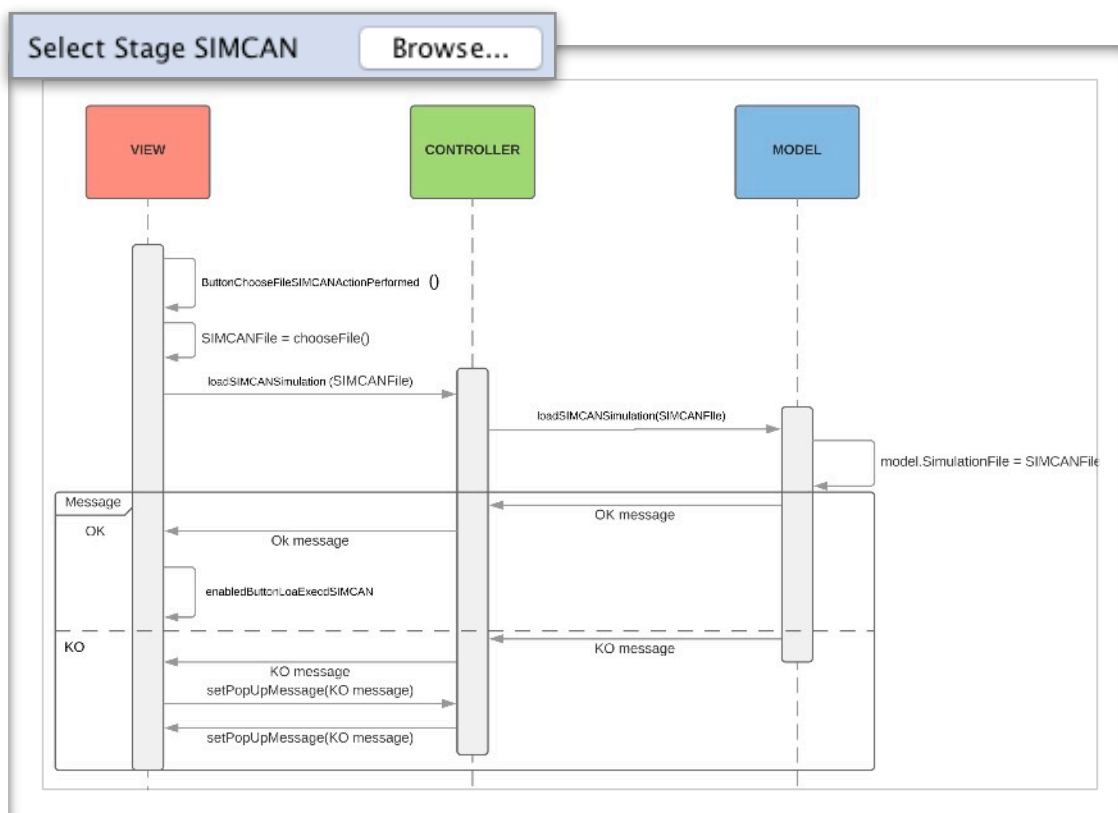 Select Stage SIMCAN Browse...
VIEW CONTROLLER MODEL
ButtonChooseFileSIMCANActionPerformed ()
SIMCANFile = chooseFile()
loadSIMCANSimulation (SIMCANFile)
loadSIMCANSimulation(SIMCANFile)
model.SimulationFile = SIMCANFile
Message
OK message
OK
Ok message
enabledButtonLoaExecdSIMCAN
KO
KO message
KO message
setPopUpMessage(KO message)
setPopUpMessage(KO message)